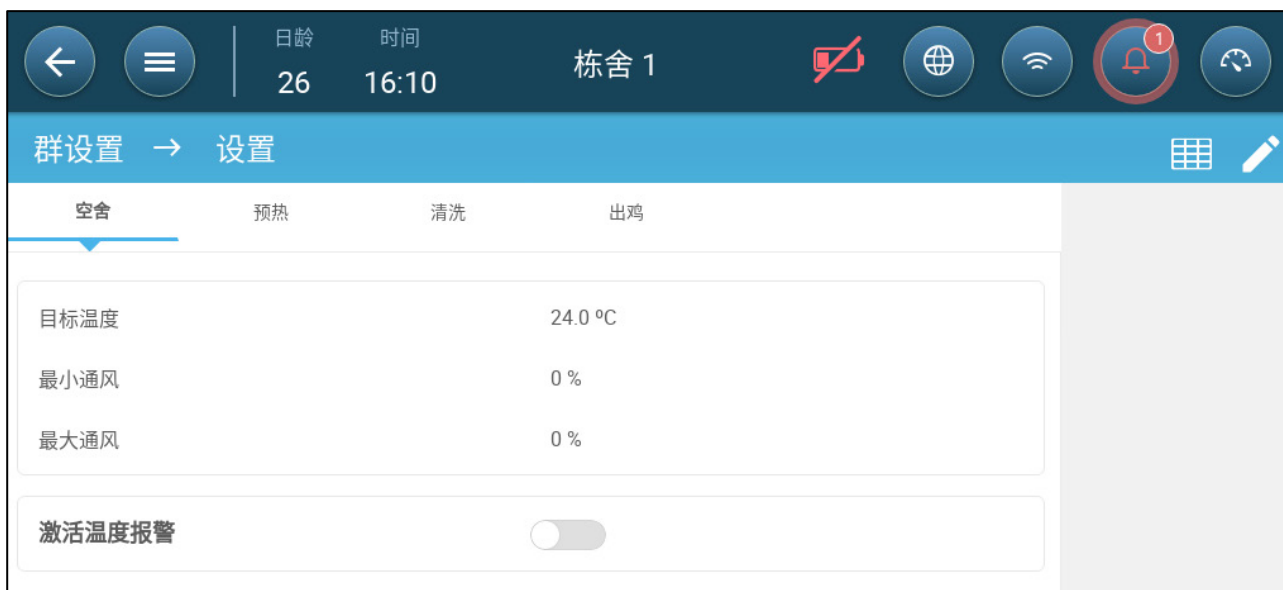 日龄 时间
26 16:10 栋舍 1 1
群设置 → 设置
空舍 预热 清洗 出鸡
目标温度 24.0 ºC
最小通风 0 %
最大通风 0 %
激活温度报警